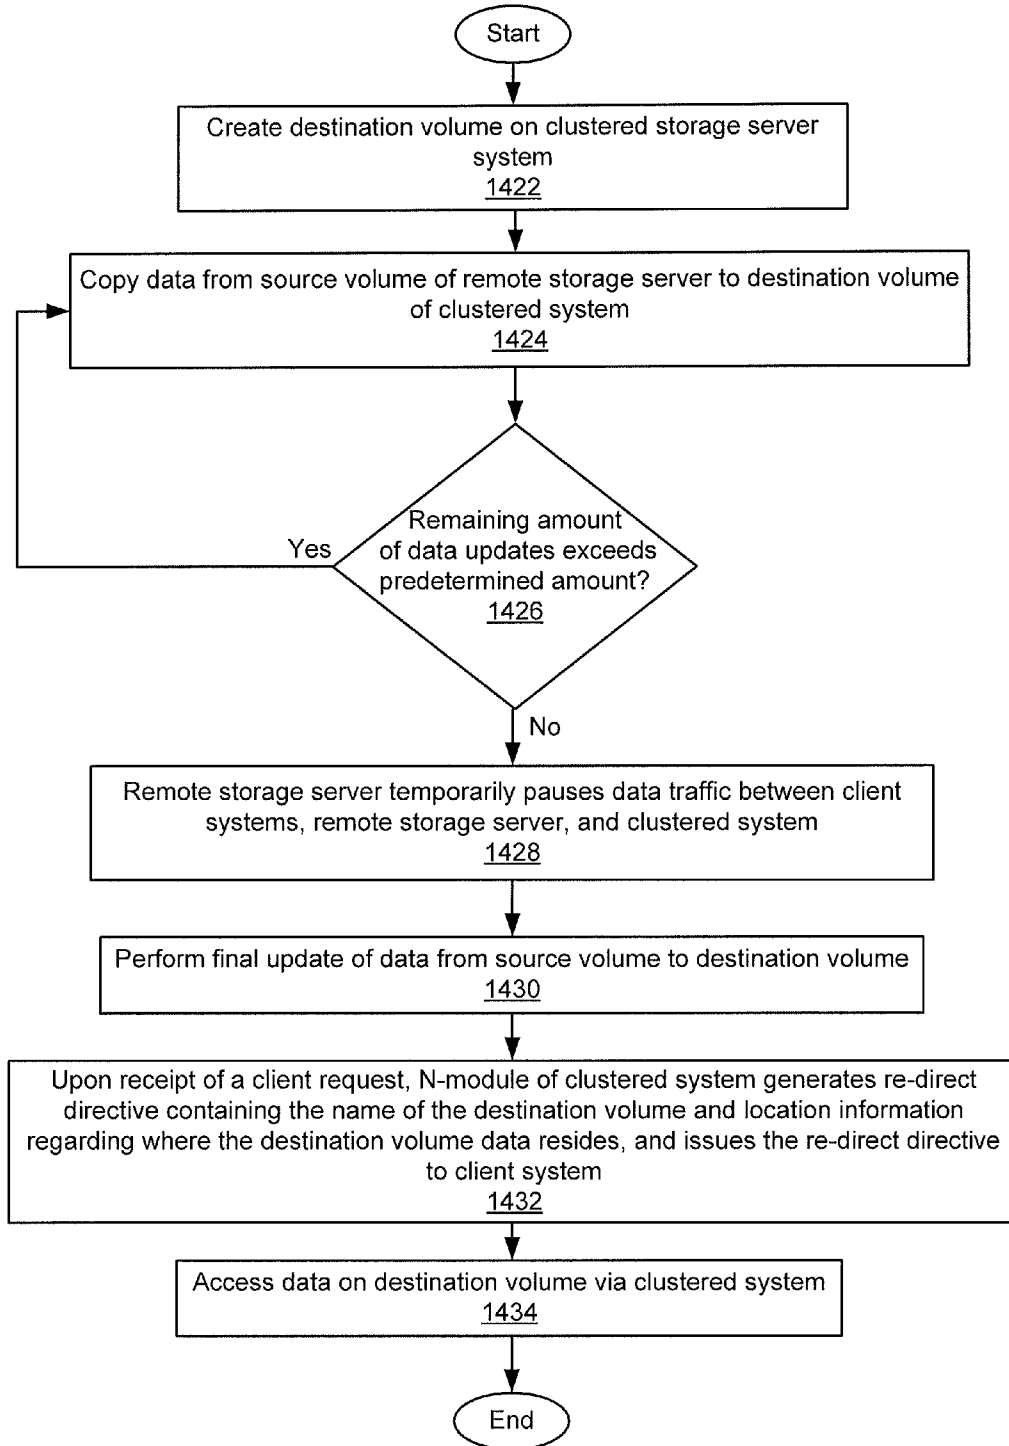 Start
Create destination volume on clustered storage server
system
1422
Copy data from source volume of remote storage server to destination volume
of clustered system
1424
Remaining amount
of data updates exceeds
predetermined amount?
1426
Yes
No
Remote storage server temporarily pauses data traffic between client
systems, remote storage server, and clustered system
1428
Perform final update of data from source volume to destination volume
1430
Upon receipt of a client request, N-module of clustered system generates re-direct
directive containing the name of the destination volume and location information
regarding where the destination volume data resides, and issues the re-direct directive
to client system
1432
Access data on destination volume via clustered system
1434
End